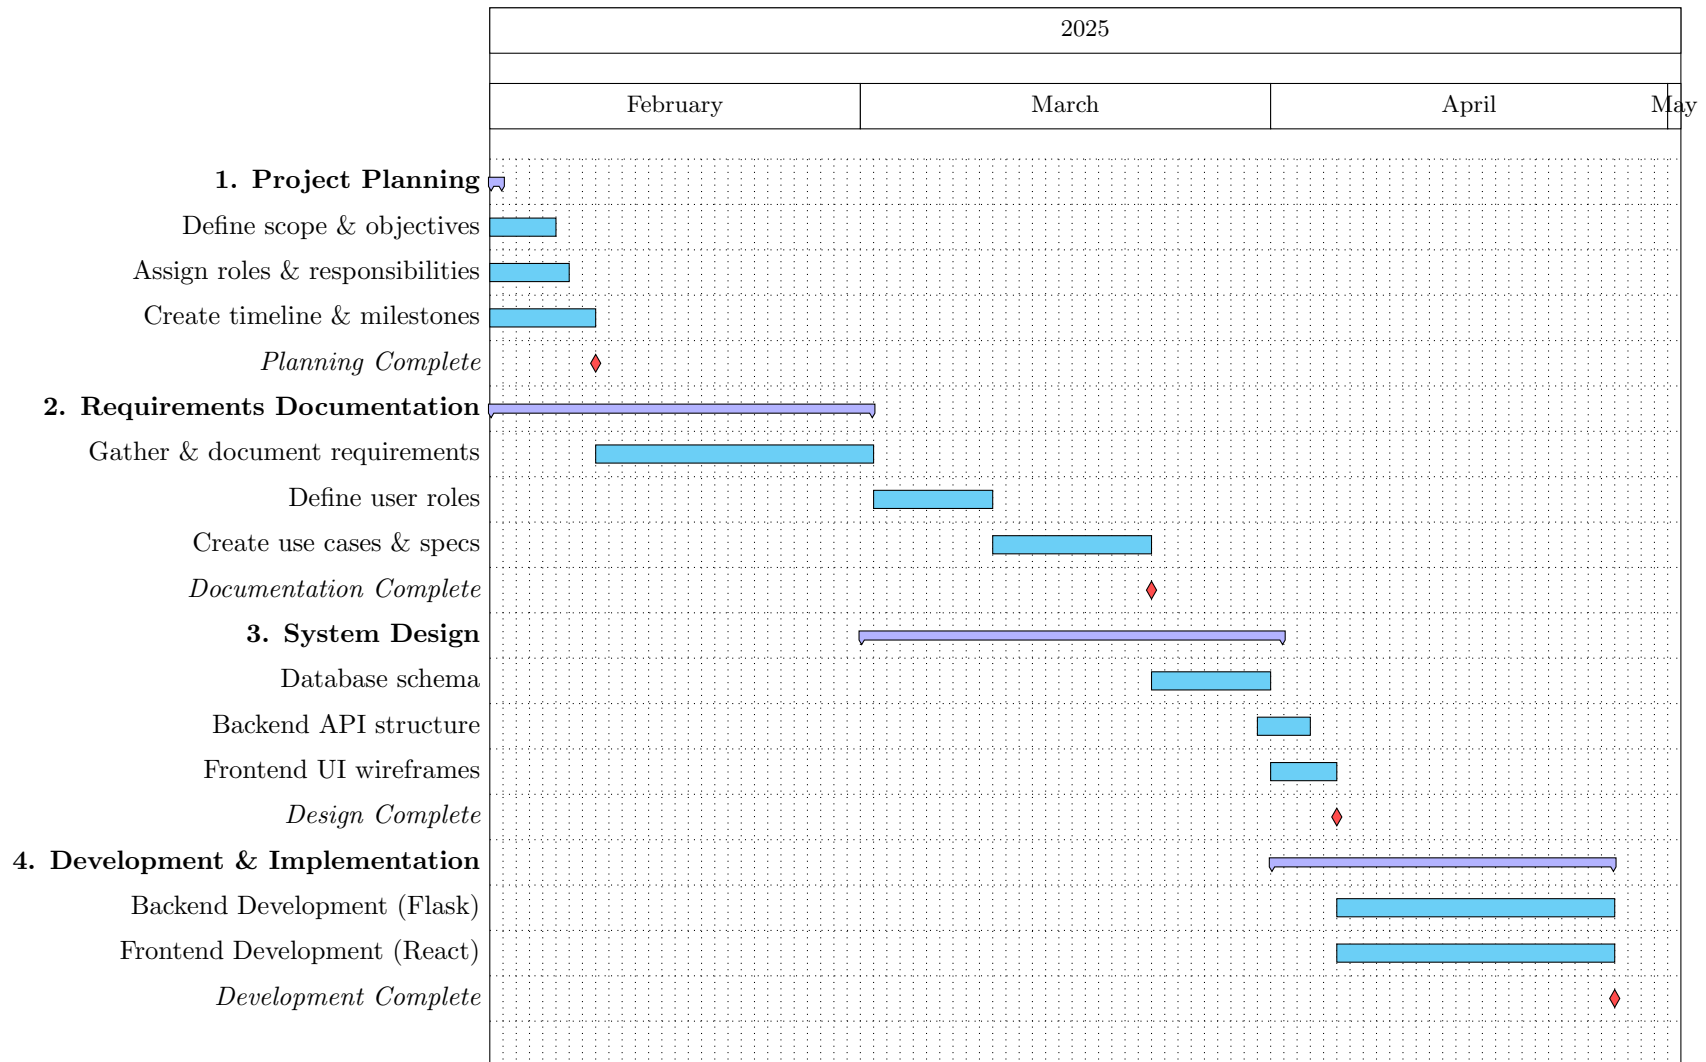 2025
February March April May
1. Project Planning
Define scope & objectives
Assign roles & responsibilities
Create timeline & milestones
Planning Complete
2. Requirements Documentation
Gather & document requirements
Define user roles
Create use cases & specs
Documentation Complete
3. System Design
Database schema
Backend API structure
Frontend UI wireframes
Design Complete
4. Development & Implementation
Backend Development (Flask)
Frontend Development (React)
Development Complete